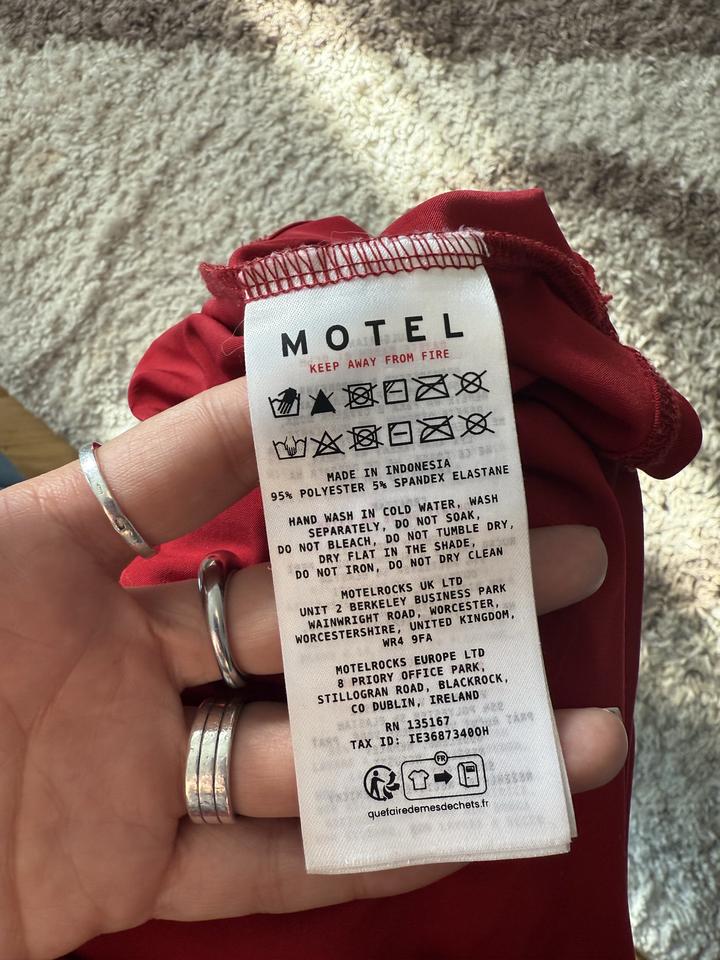 MOTEL
KEEP AWAY FROM FIRE
MADE IN INDONESIA
95% POLYESTER 5% SPANDEX ELASTANE
HAND WASH IN COLD WATER, WASH
SEPARATELY, DO NOT SOAK,
DO NOT BLEACH, DO NOT TUMBLE DRY,
DRY FLAT IN THE SHADE,
DO NOT IRON, DO NOT DRY CLEAN
MOTELROCKS UK LTD
UNIT 2 BERKELEY BUSINESS PARK
WAINWRIGHT ROAD, WORCESTER,
WORCESTERSHIRE, UNITED KINGDOM,
WR4 9FA
MOTELROCKS EUROPE LTD
8 PRIORY OFFICE PARK,
STILLOGRAN ROAD, BLACKROCK,
CO DUBLIN, IRELAND
RN 135167
TAX ID: IE3687340OH
FR
quefairedemesdechets.fr